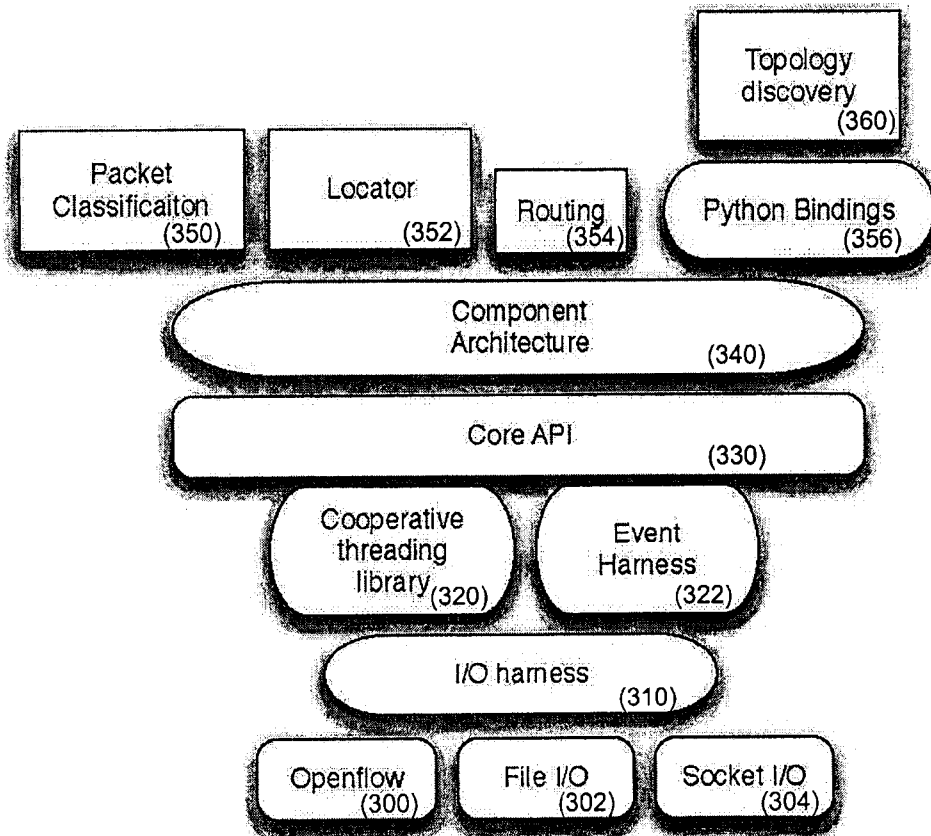 Topology
discovery
(360)
Packet
Classificaiton
(350)
Locator
(352)
Routing
(354)
Python Bindings
(356)
Component
Architecture
(340)
Core API
(330)
Cooperative
threading
library
(320)
Event
Harness
(322)
I/O harness
(310)
Openflow
(300)
File I/O
(302)
Socket I/O
(304)